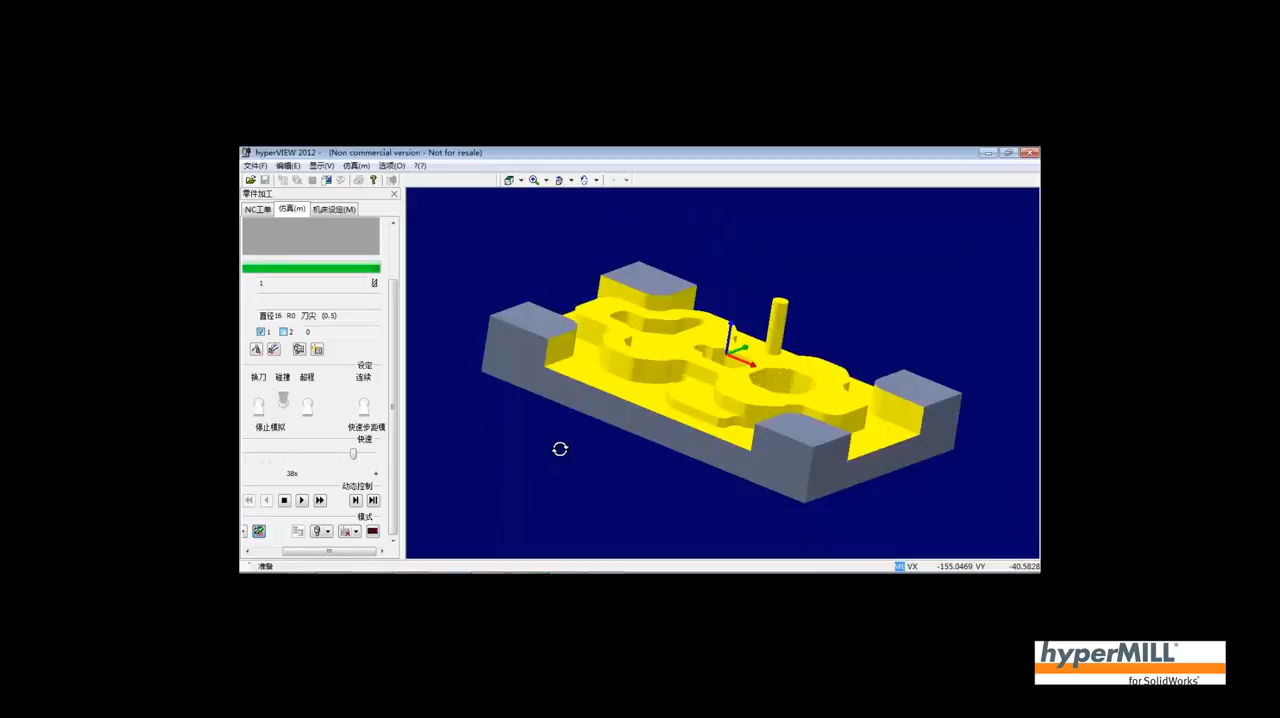 hyperVIEW 2012 - (Non commercial version - Not for resale)
文件(F) 编辑(E) 显示(V) 仿真(m) 选项(O) ?(?)
零件加工
NC工单 仿真(m) 机床设定(M)
1
直径16 R0 刀尖 (0.5)
1 2 0
设定
换刀 碰撞 超程 连续
停止模拟 快速步距模
快速
38x +
动态控制
模式
准备 VX -155.0469 VY -40.5828
hyperMILL®
for SolidWorks®